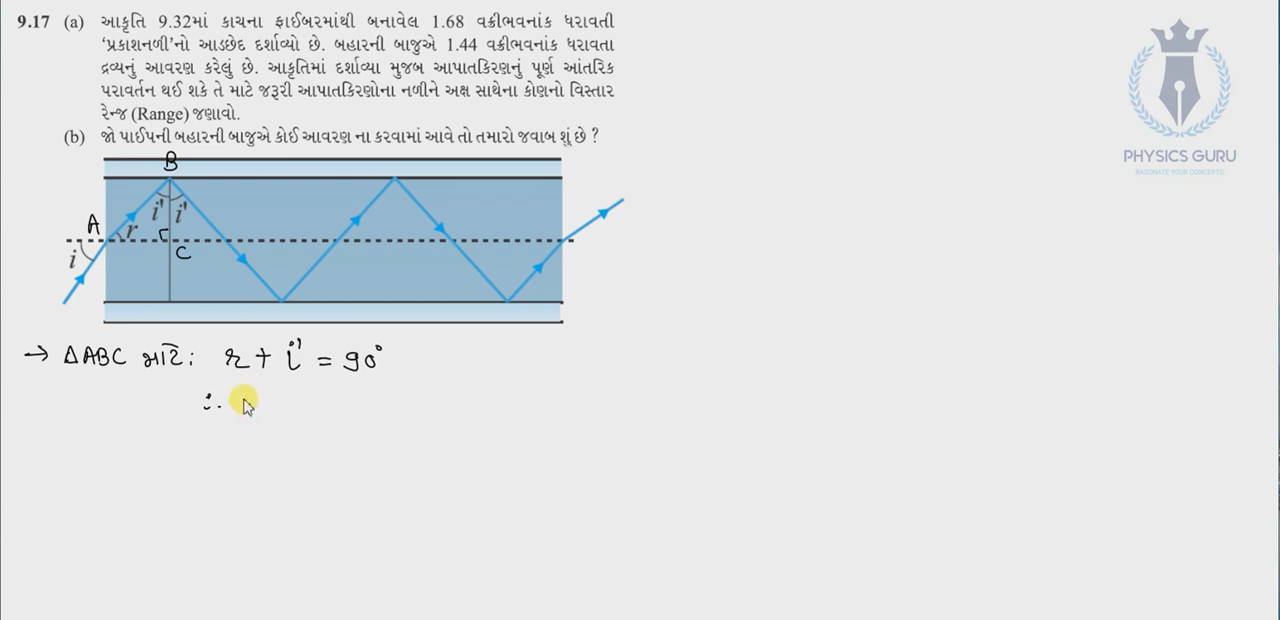 9.17 (a) આકૃતિ 9.32માં કાચના ફાઈબરમાંથી બનાવેલ 1.68 વક્રીભવનાંક ધરાવતી
‘પ્રકાશનળી’નો આડછેદ દર્શાવ્યો છે. બહારની બાજુએ 1.44 વક્રીભવનાંક ધરાવતા
દ્રવ્યનું આવરણ કરેલું છે. આકૃતિમાં દર્શાવ્યા મુજબ આપાતકિરણનું પૂર્ણ આંતરિક
પરાવર્તન થઈ શકે તે માટે જરૂરી આપાતકિરણોના નળીને અક્ષ સાથેના કોણનો વિસ્તાર
રેન્જ (Range) જણાવો.
(b) જો પાઈપની બહારની બાજુએ કોઈ આવરણ ના કરવામાં આવે તો તમારો જવાબ શું છે ?
PHYSICS GURU
RASONATE YOUR CONCEPTS
B
i' i'
A r
C
i
→ ΔABC માટે: r + i' = 90°
∴